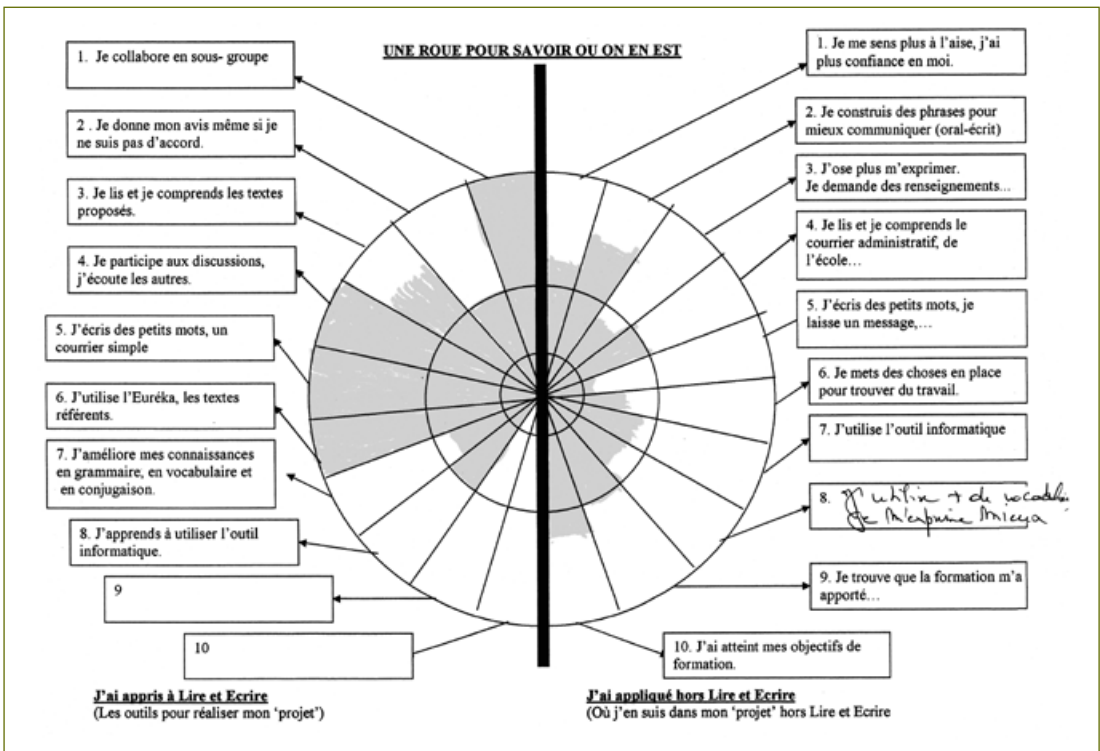 UNE ROUE POUR SAVOIR OU ON EN EST
1. Je collabore en sous- groupe
2 . Je donne mon avis même si je
ne suis pas d'accord.
3. Je lis et je comprends les textes
proposés.
4. Je participe aux discussions,
j'écoute les autres.
5. J'écris des petits mots, un
courrier simple
6. J'utilise l'Euréka, les textes
référents.
7. J'améliore mes connaissances
en grammaire, en vocabulaire et
en conjugaison.
8. J'apprends à utiliser l'outil
informatique.
9
10
J'ai appris à Lire et Ecrire
(Les outils pour réaliser mon 'projet')
1. Je me sens plus à l'aise, j'ai
plus confiance en moi.
2. Je construis des phrases pour
mieux communiquer (oral-écrit)
3. J'ose plus m'exprimer.
Je demande des renseignements...
4. Je lis et je comprends le
courrier administratif, de
l'école...
5. J'écris des petits mots, je
laisse un message,...
6. Je mets des choses en place
pour trouver du travail.
7. J'utilise l'outil informatique
8. J'utilise + de
Je
9. Je trouve que la formation m'a
apporté...
10. J'ai atteint mes objectifs de
formation.
J'ai appliqué hors Lire et Ecrire
(Où j'en suis dans mon 'projet' hors Lire et Ecrire